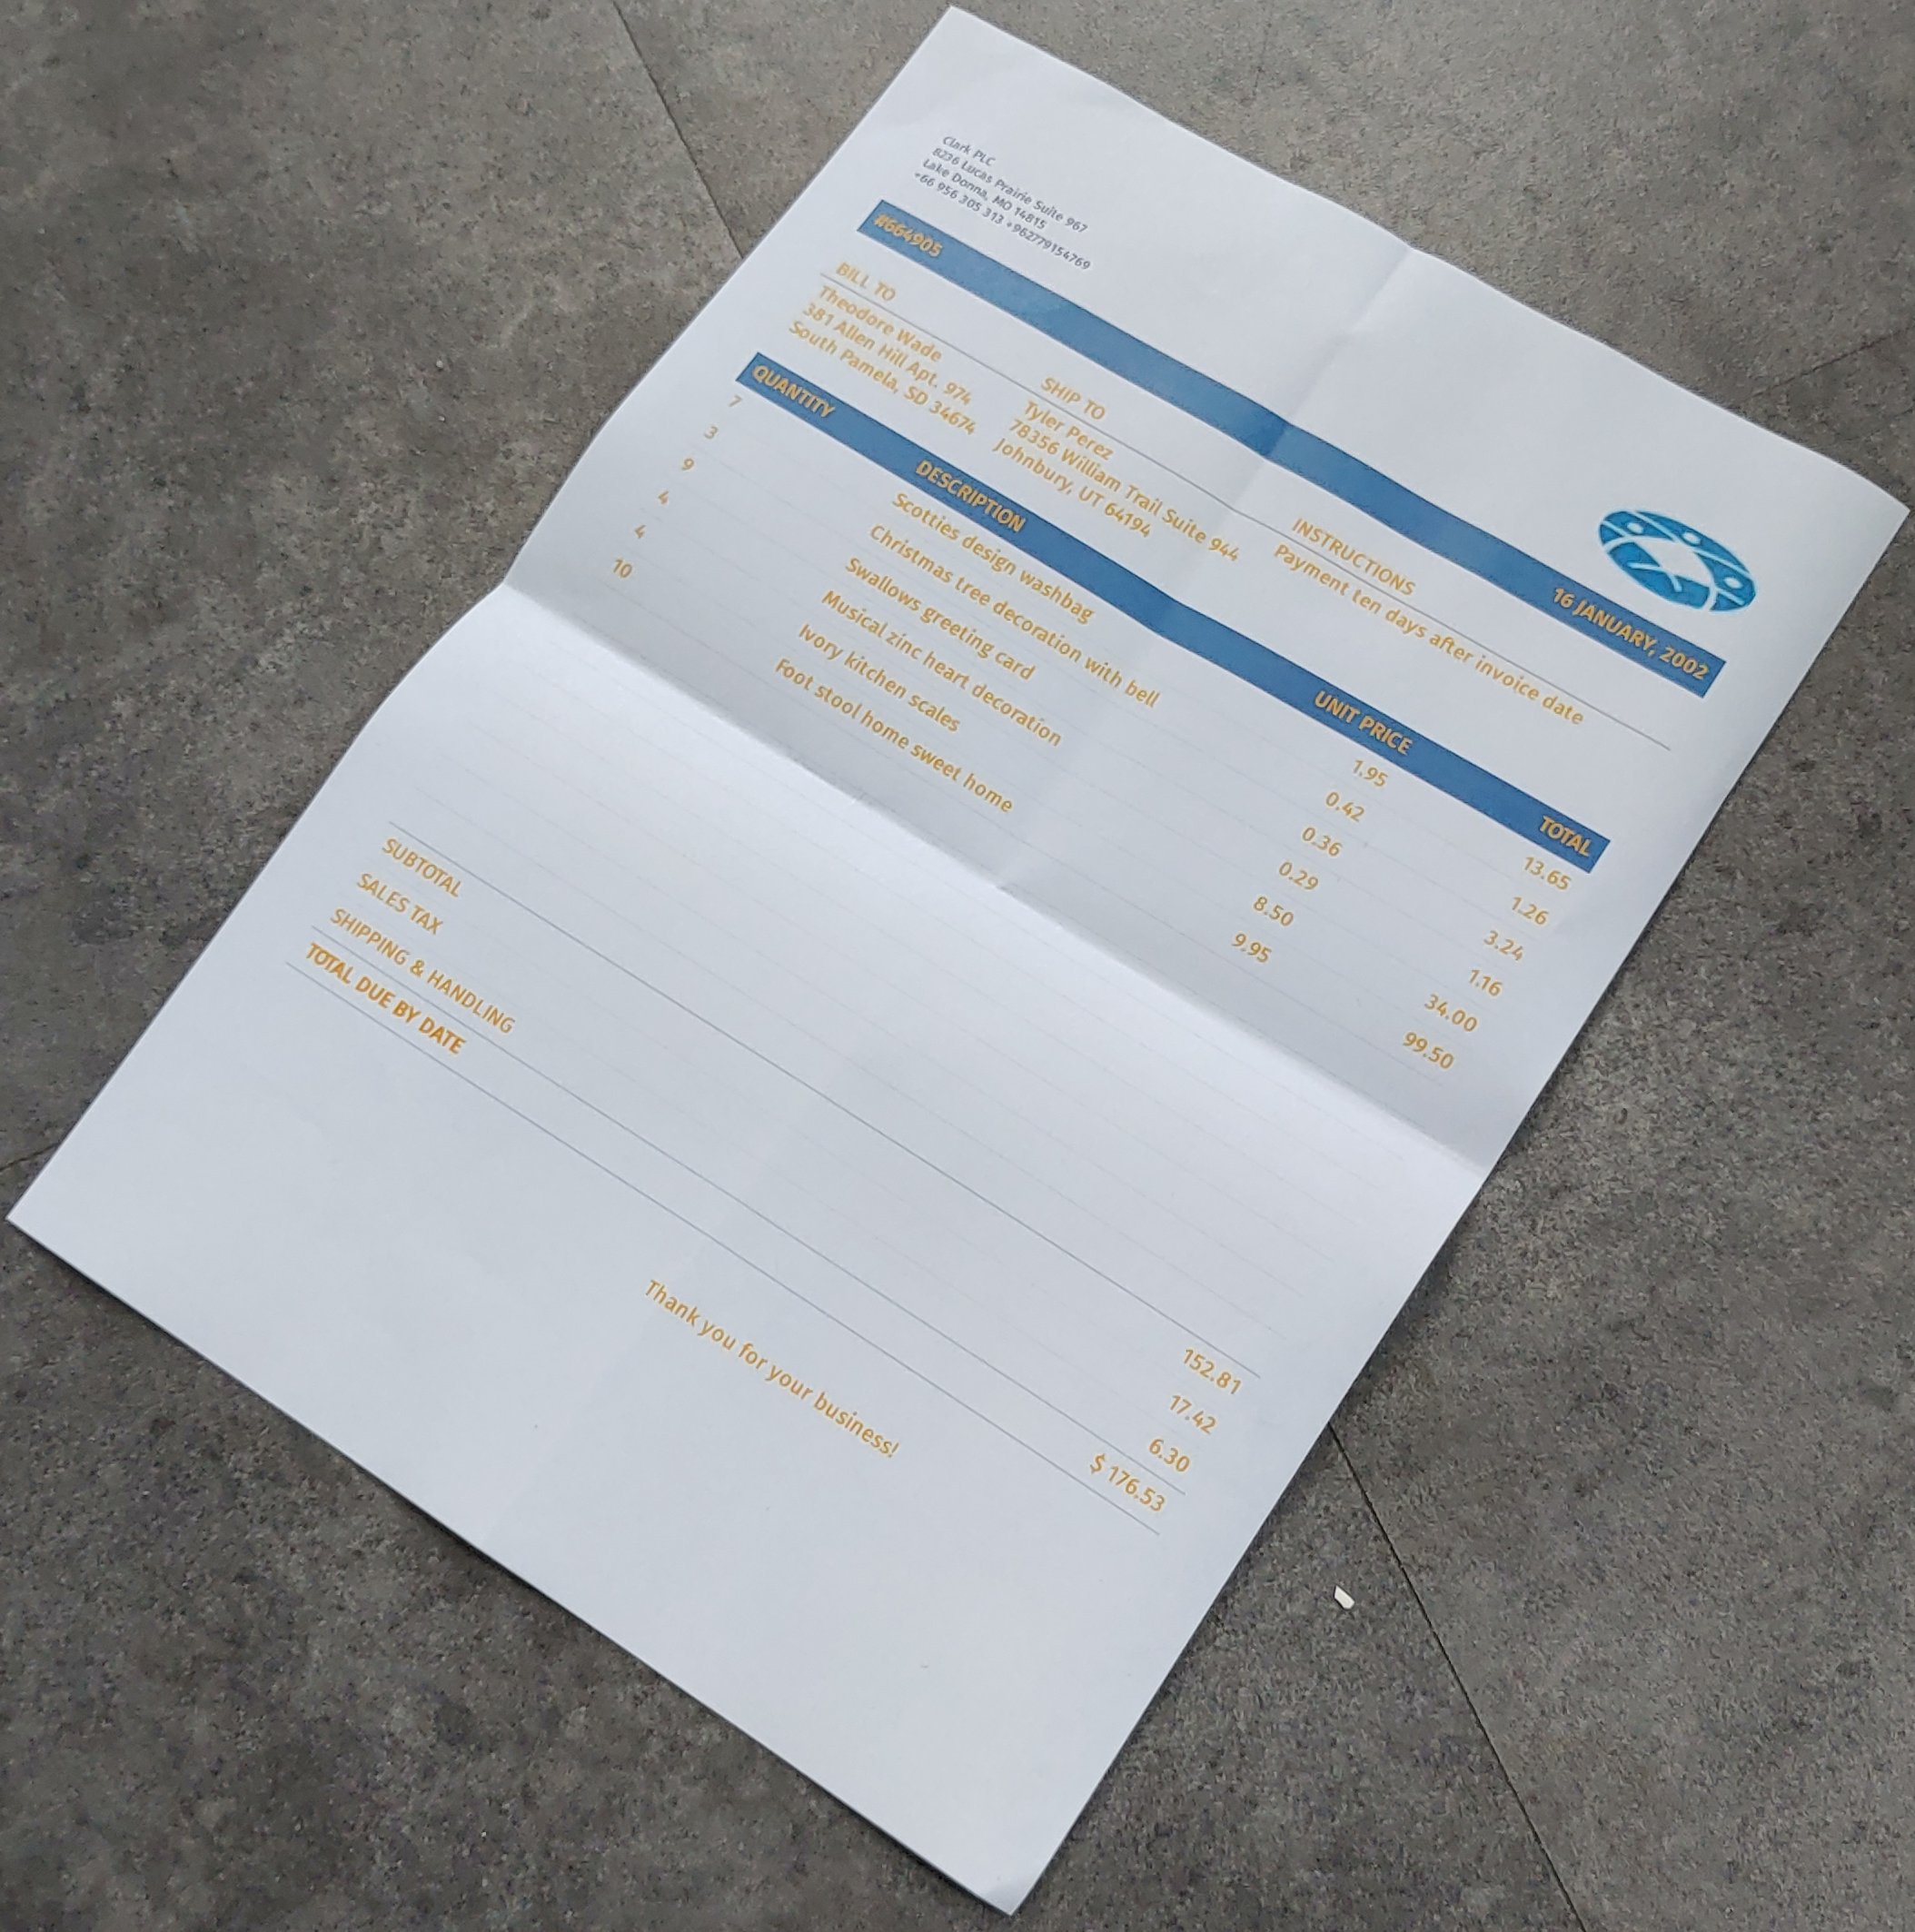 Clark PLC
8236 Lucas Prairie Suite 967
Lake Donna, MO 14815
+66 956 305 313 +962779154769
#664905 16 JANUARY, 2002
BILL TO
Theodore Wade
381 Allen Hill Apt. 974
South Pamela, SD 34674
SHIP TO
Tyler Perez
78356 William Trail Suite 944
Johnbury, UT 64194
INSTRUCTIONS
Payment ten days after invoice date
QUANTITY DESCRIPTION UNIT PRICE TOTAL
7 Scotties design washbag 1.95 13.65
3 Christmas tree decoration with bell 0.42 1.26
9 Swallows greeting card 0.36 3.24
4 Musical zinc heart decoration 0.29 1.16
4 Ivory kitchen scales 8.50 34.00
10 Foot stool home sweet home 9.95 99.50
SUBTOTAL 152.81
SALES TAX 17.42
SHIPPING & HANDLING 6.30
TOTAL DUE BY DATE $ 176.53
Thank you for your business!